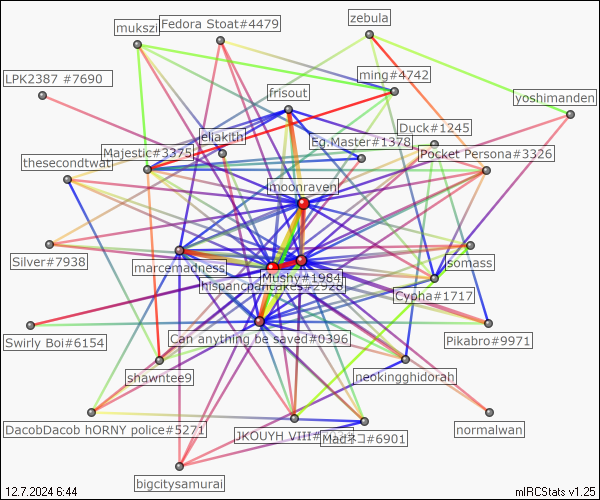 zebula
Fedora Stoat#4479
mukszi
LPK2387 #7690
ming#4742
frisout
yoshimanden
Duck#1245
eliakith
Eg.Master#1378
Majestic#3375
Pocket Persona#3326
thesecondtwat
moonraven
Silver#7938
marcemadness
somass
Mushy#1984
hispancpancakes#2928
Cypha#1717
Swirly Boi#6154
Can anything be saved#0396
Pikabro#9971
shawntee9
neokingghidorah
DacobDacob hORNY police#5271
JKOUYH VIII#
Madネコ#6901
normalwan
bigcitysamurai
12.7.2024 6:44
mIRCStats v1.25